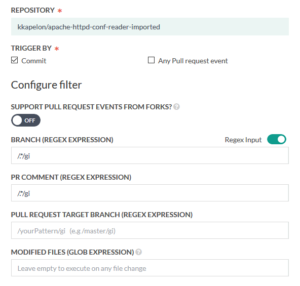 REPOSITORY *
kkapelon/apache-httpd-conf-reader-imported
TRIGGER BY *
Commit
Any Pull request event
Configure filter
SUPPORT PULL REQUEST EVENTS FROM FORKS?
OFF
BRANCH (REGEX EXPRESSION)
Regex Input
/.*/gi
PR COMMENT (REGEX EXPRESSION)
/.*/gi
PULL REQUEST TARGET BRANCH (REGEX EXPRESSION)
/yourPattern/gi (e.g:/master/gi)
MODIFIED FILES (GLOB EXPRESSION)
Leave empty to execute on any file change